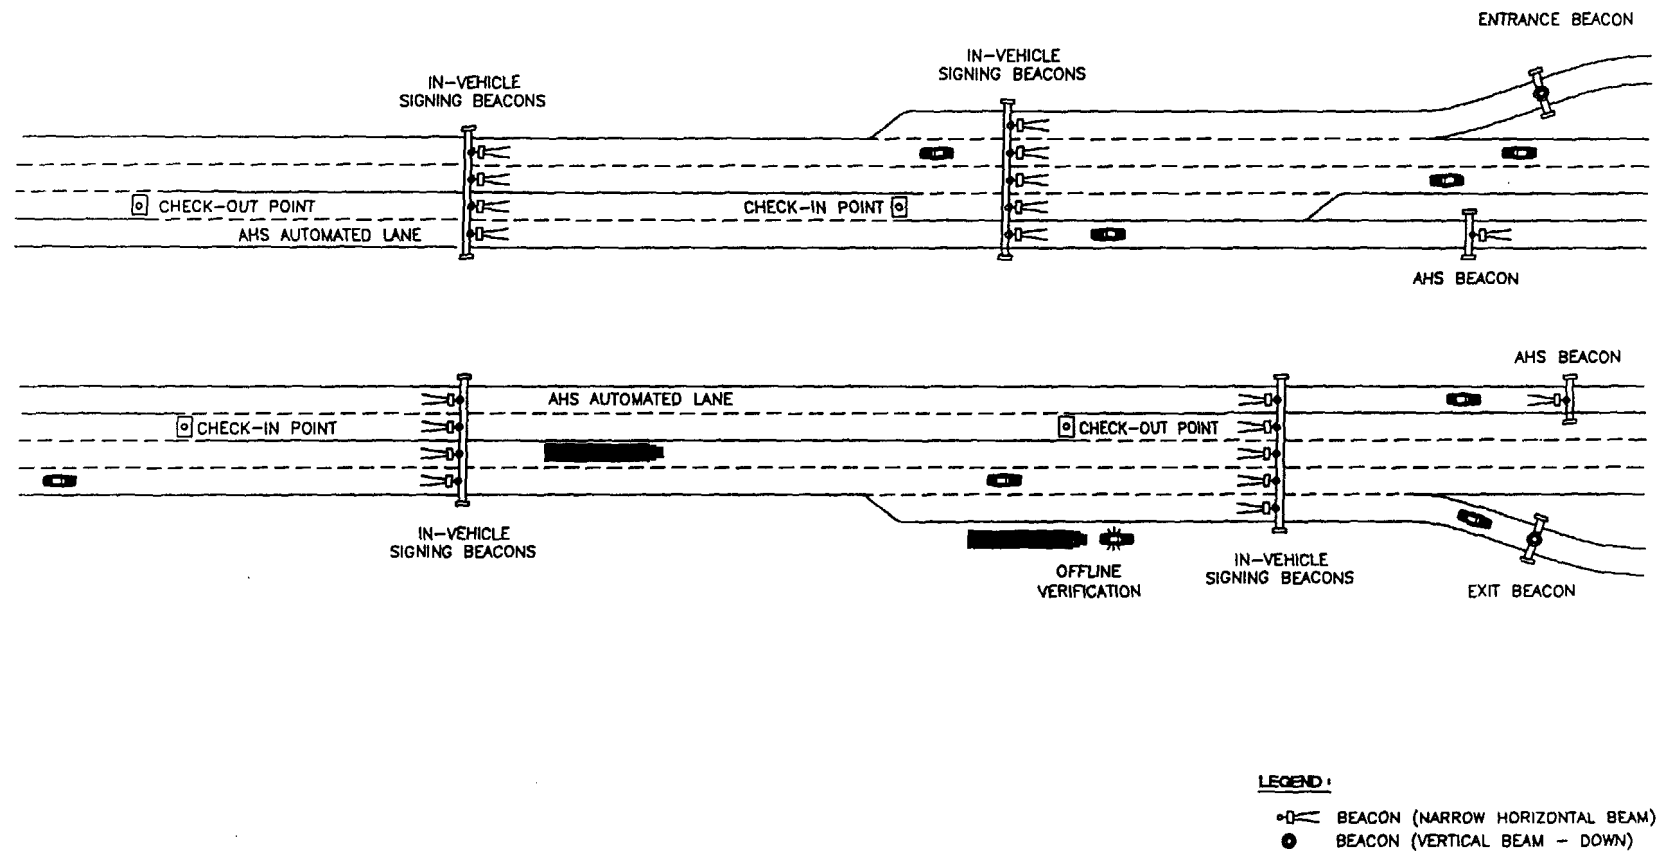 ENTRANCE BEACON
IN-VEHICLE
SIGNING BEACONS
IN-VEHICLE
SIGNING BEACONS
CHECK-OUT POINT
CHECK-IN POINT
AHS AUTOMATED LANE
AHS BEACON
AHS BEACON
AHS AUTOMATED LANE
CHECK-IN POINT
CHECK-OUT POINT
IN-VEHICLE
SIGNING BEACONS
OFFLINE
VERIFICATION
IN-VEHICLE
SIGNING BEACONS
EXIT BEACON
LEGEND:
BEACON (NARROW HORIZONTAL BEAM)
BEACON (VERTICAL BEAM - DOWN)